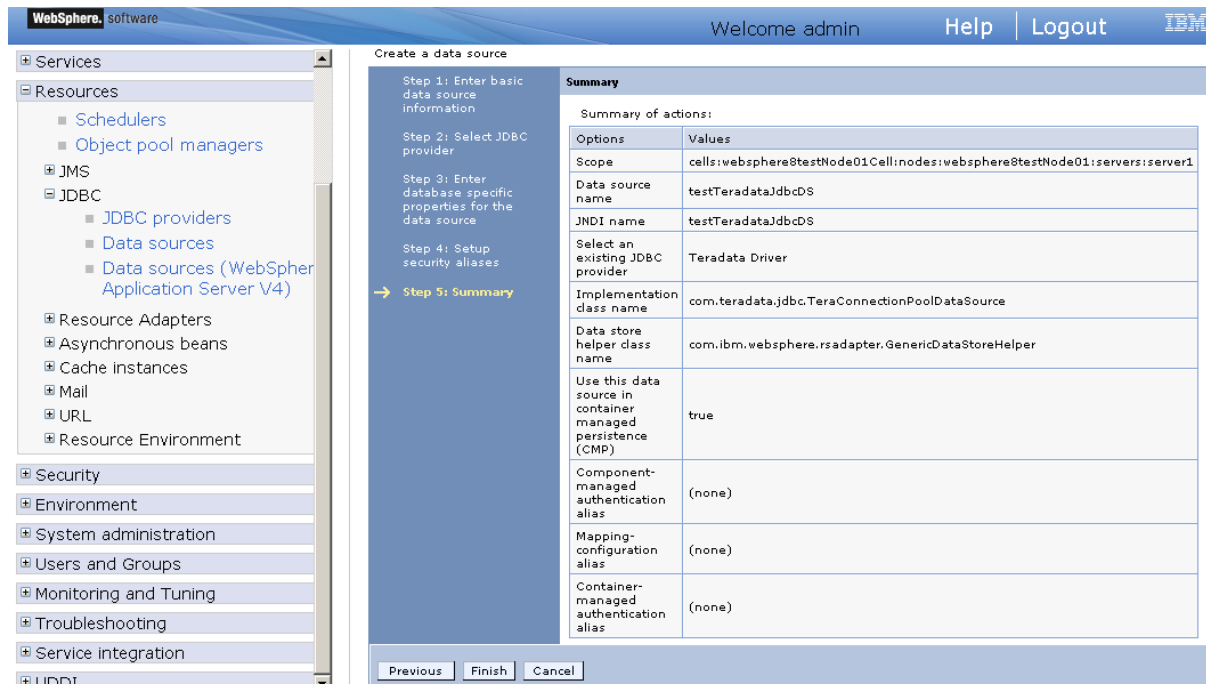 WebSphere. software
Welcome admin
Help
Logout
IBM
Services
Resources
Schedulers
Object pool managers
JMS
JDBC
JDBC providers
Data sources
Data sources (WebSpher
Application Server V4)
Resource Adapters
Asynchronous beans
Cache instances
Mail
URL
Resource Environment
Security
Environment
System administration
Users and Groups
Monitoring and Tuning
Troubleshooting
Service integration
UDDI
Create a data source
Step 1: Enter basic
data source
information
Step 2: Select JDBC
provider
Step 3: Enter
database specific
properties for the
data source
Step 4: Setup
security aliases
Step 5: Summary
Summary
Summary of actions:
Options Values
Scope cells:websphere8testNode01Cell:nodes:websphere8testNode01:servers:server1
Data source
name
testTeradataJdbcDS
JNDI name testTeradataJdbcDS
Select an
existing JDBC
provider
Teradata Driver
Implementation
class name
com.teradata.jdbc.TeraConnectionPoolDataSource
Data store
helper class
name
com.ibm.websphere.rsadapter.GenericDataStoreHelper
Use this data
source in
container
managed
persistence
(CMP)
true
Component-
managed
authentication
alias
(none)
Mapping-
configuration
alias
(none)
Container-
managed
authentication
alias
(none)
Previous Finish Cancel